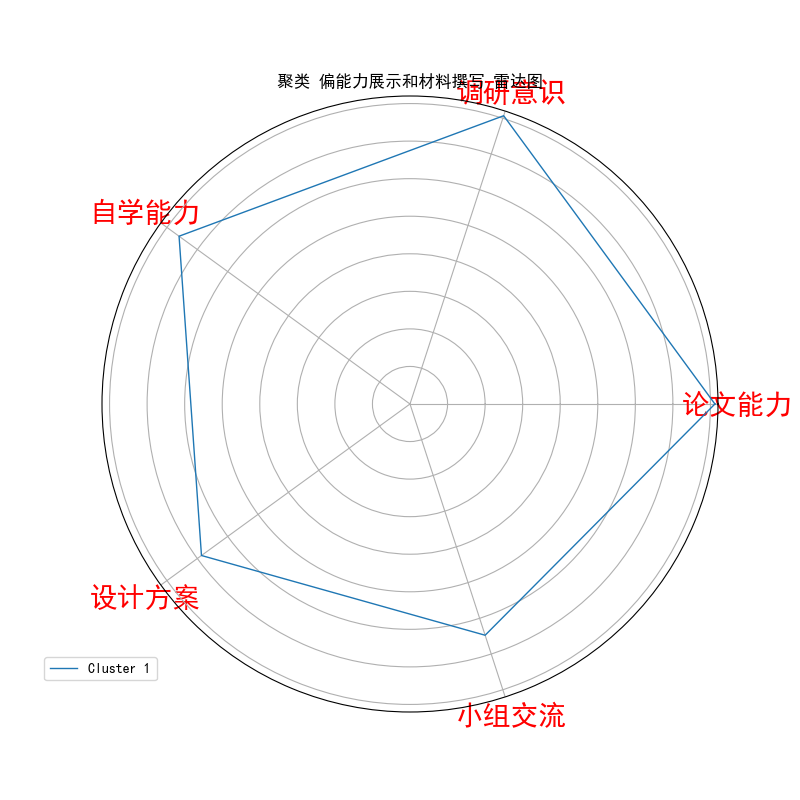 聚类 偏能力展示和材料撰写 雷达图
调研意识
自学能力
论文能力
设计方案
Cluster 1
小组交流